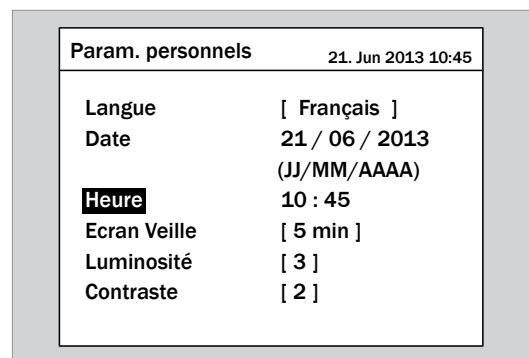 Param. personnels 21. Jun 2013 10:45
Langue [ Français ]
Date 21 / 06 / 2013
(JJ/MM/AAAA)
Heure 10 : 45
Ecran Veille [ 5 min ]
Luminosité [ 3 ]
Contraste [ 2 ]